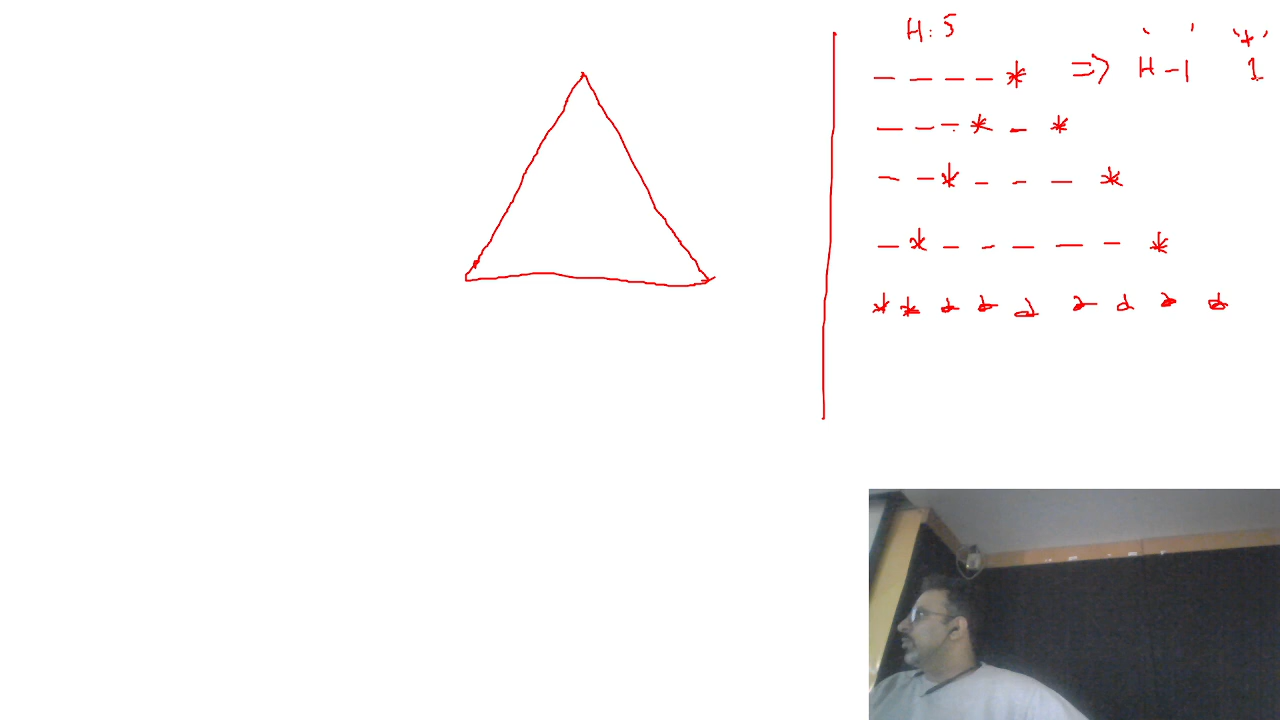 H: 5
' ' '*'
- - - - * => H-1 1
- - - * - *
- - * - - - *
- * - - - - - *
* * * * * * * * *